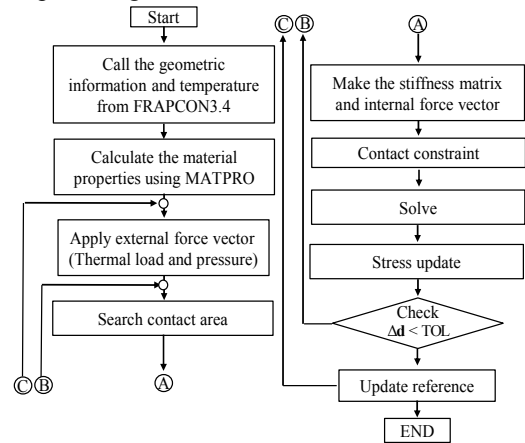 Start
Call the geometric
information and temperature
from FRAPCON3.4
Calculate the material
properties using MATPRO
Apply external force vector
(Thermal load and pressure)
Search contact area
C
B
A
C
B
A
Make the stiffness matrix
and internal force vector
Contact constraint
Solve
Stress update
Check
Δd < TOL
Update reference
END